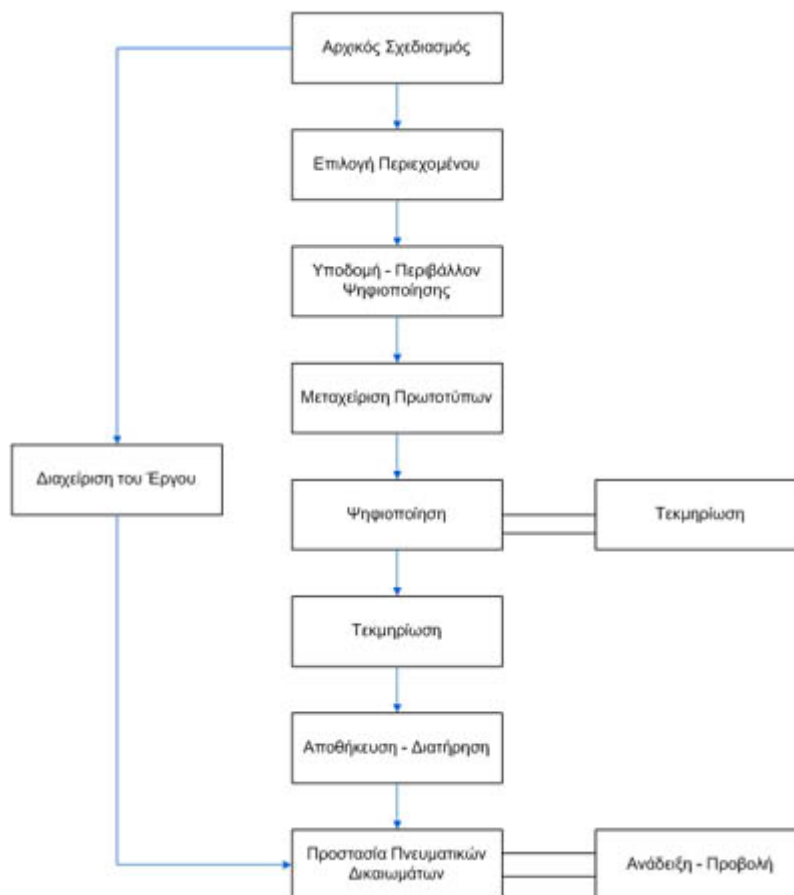 Αρχικός Σχεδιασμός
Επιλογή Περιεχομένου
Υποδομή - Περιβάλλον
Ψηφιοποίησης
Μεταχείριση Πρωτοτύπων
Διαχείριση του Έργου
Ψηφιοποίηση
Τεκμηρίωση
Τεκμηρίωση
Αποθήκευση - Διατήρηση
Προστασία Πνευματικών
Δικαιωμάτων
Ανάδειξη - Προβολή